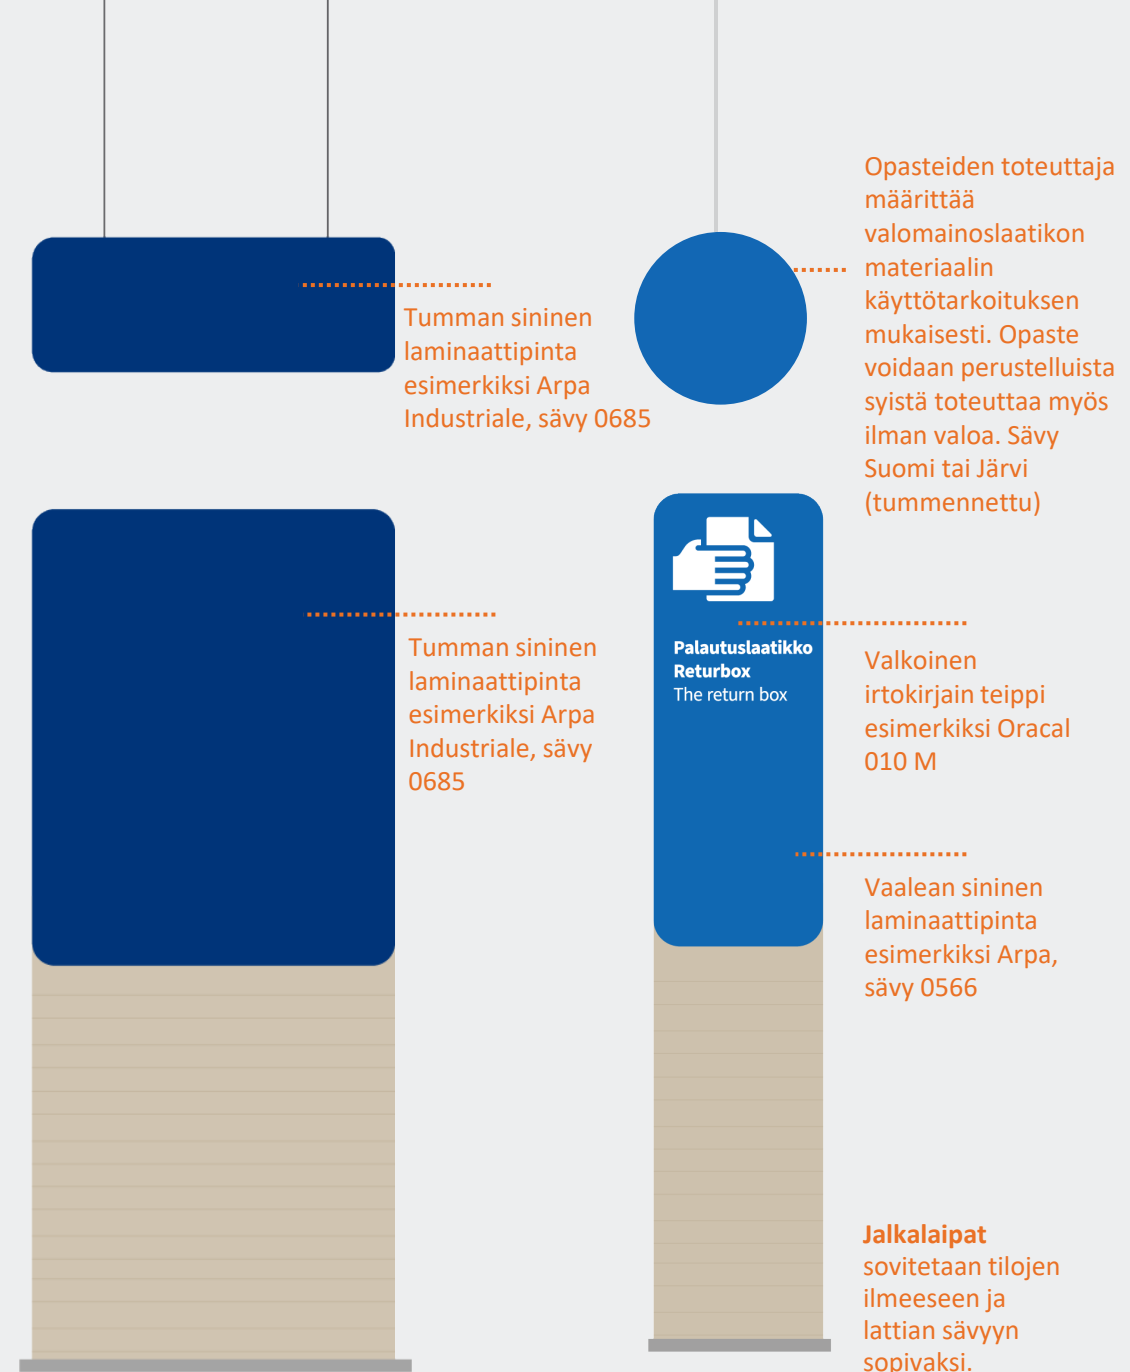 Opasteiden toteuttaja
määrittää
valomainoslaatikon
materiaalin
käyttötarkoituksen
mukaisesti. Opaste
voidaan perustelluista
syistä toteuttaa myös
ilman valoa. Sävy
Suomi tai Järvi
(tummennettu)
Tumman sininen
laminaattipinta
esimerkiksi Arpa
Industriale, sävy 0685
Tumman sininen
laminaattipinta
esimerkiksi Arpa
Industriale, sävy
0685
Palautuslaatikko
Returbox
The return box
Valkoinen
irtokirjain teippi
esimerkiksi Oracal
010 M
Vaalean sininen
laminaattipinta
esimerkiksi Arpa,
sävy 0566
Jalkalaipat
sovitetaan tilojen
ilmeeseen ja
lattian sävyyn
sopivaksi.